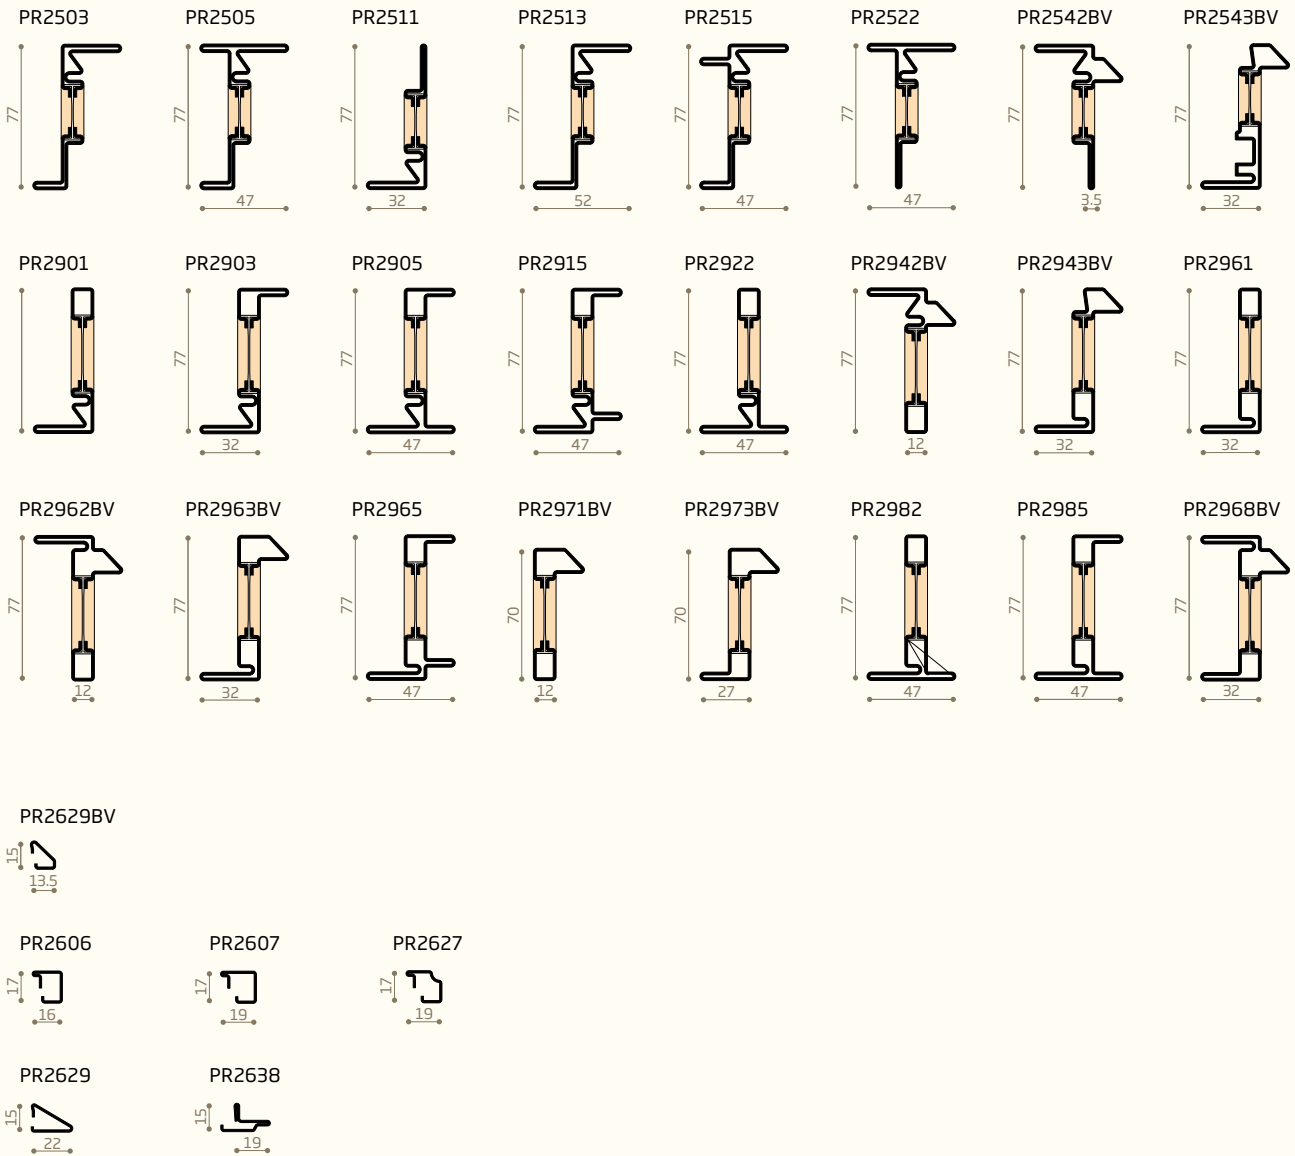 PR2503 PR2505 PR2511 PR2513 PR2515 PR2522 PR2542BV PR2543BV
77 77 77 77 77 77 77 77
47 32 52 47 47 3.5 32
PR2901 PR2903 PR2905 PR2915 PR2922 PR2942BV PR2943BV PR2961
77 77 77 77 77 77 77 77
32 47 47 47 12 32 32
PR2962BV PR2963BV PR2965 PR2971BV PR2973BV PR2982 PR2985 PR2968BV
77 77 77 70 70 77 77 77
12 32 47 12 27 47 47 32
PR2629BV
15
13.5
PR2606 PR2607 PR2627
17 17 17
16 19 19
PR2629 PR2638
15 15
22 19